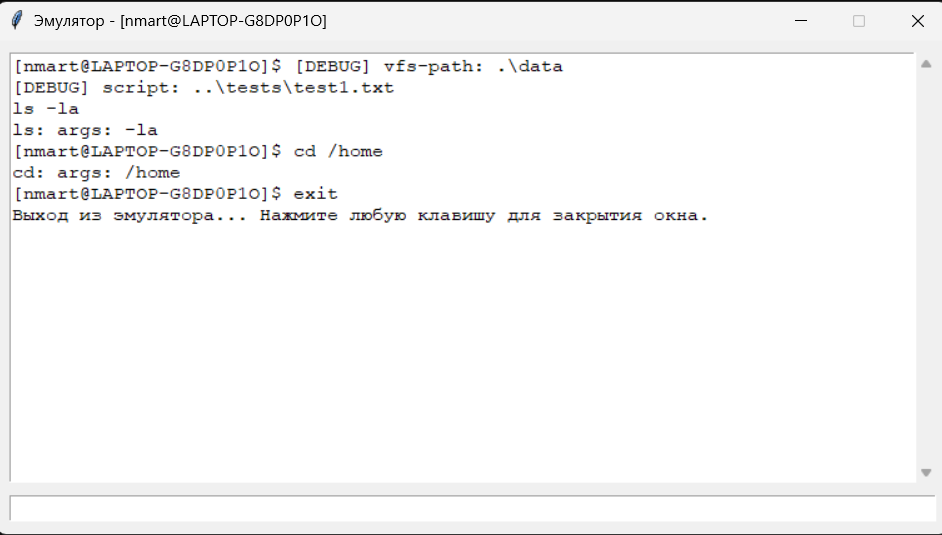 Эмулятор - [nmart@LAPTOP-G8DP0P1O]
[nmart@LAPTOP-G8DP0P1O]$ [DEBUG] vfs-path: .\data
[DEBUG] script: ..\tests\test1.txt
ls -la
ls: args: -la
[nmart@LAPTOP-G8DP0P1O]$ cd /home
cd: args: /home
[nmart@LAPTOP-G8DP0P1O]$ exit
Выход из эмулятора... Нажмите любую клавишу для закрытия окна.